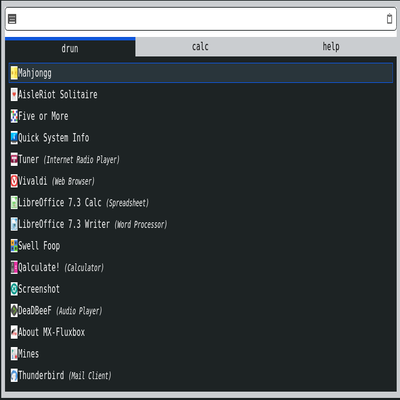 drun calc help
Mahjongg
AisleRiot Solitaire
Five or More
Quick System Info
Tuner (Internet Radio Player)
Vivaldi (Web Browser)
LibreOffice 7.3 Calc (Spreadsheet)
LibreOffice 7.3 Writer (Word Processor)
Swell Foop
Qalculate! (Calculator)
Screenshot
DeaDBeeF (Audio Player)
About MX-Fluxbox
Mines
Thunderbird (Mail Client)